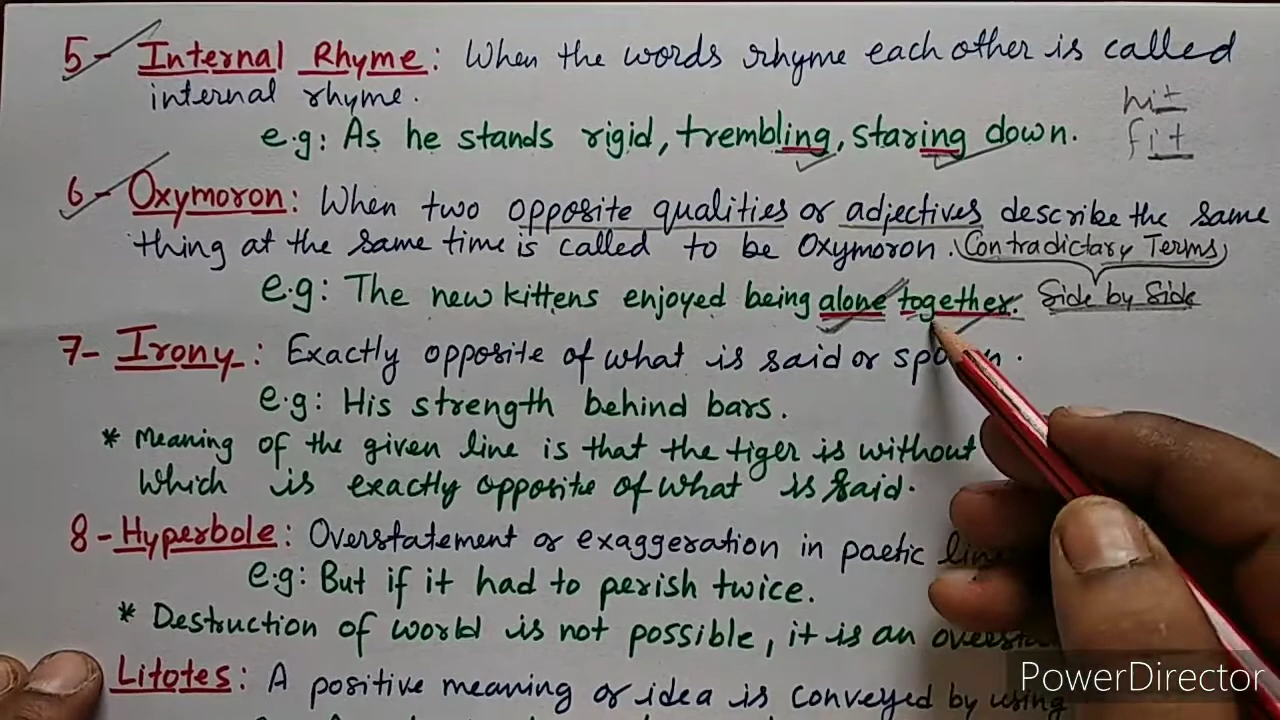 5- Internal Rhyme: When the words rhyme each other is called
internal rhyme.
hit
fit
e.g: As he stands rigid, trembling, staring down.
6- Oxymoron: When two opposite qualities or adjectives describe the same
thing at the same time is called to be Oxymoron. (Contradictary Terms)
e.g: The new kittens enjoyed being alone together. Side by Side
7- Irony: Exactly opposite of what is said or
e.g: His strength behind bars.
* Meaning of the given line is that the tiger is without
which is exactly opposite of what is said.
8- Hyperbole: Overstatement or exaggeration in paetic
e.g: But if it had to perish twice.
* Destruction of world is not possible, it is an
Litotes: A positive meaning or idea is conveyed by using
PowerDirector